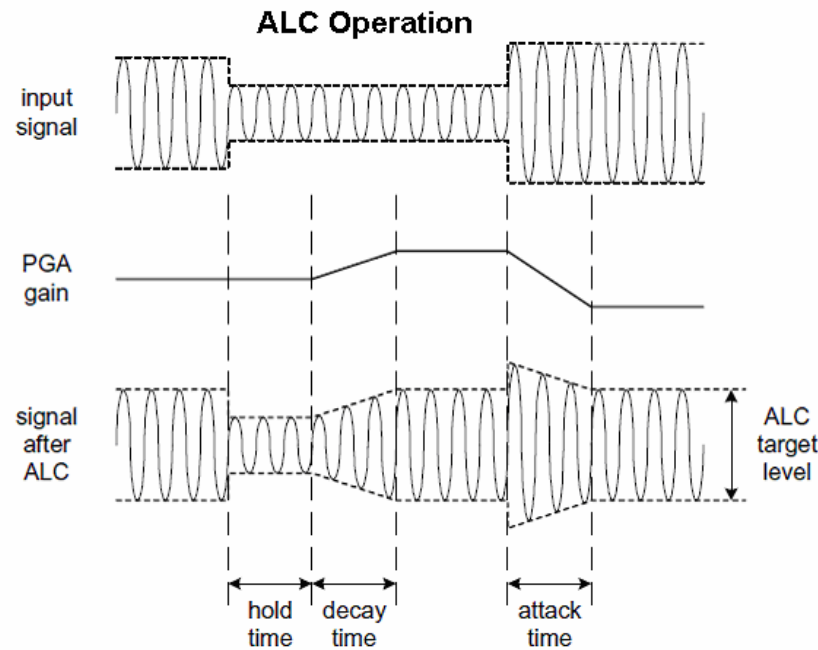 ALC Operation
input
signal
PGA
gain
signal
after
ALC
ALC
target
level
hold
time
decay
time
attack
time